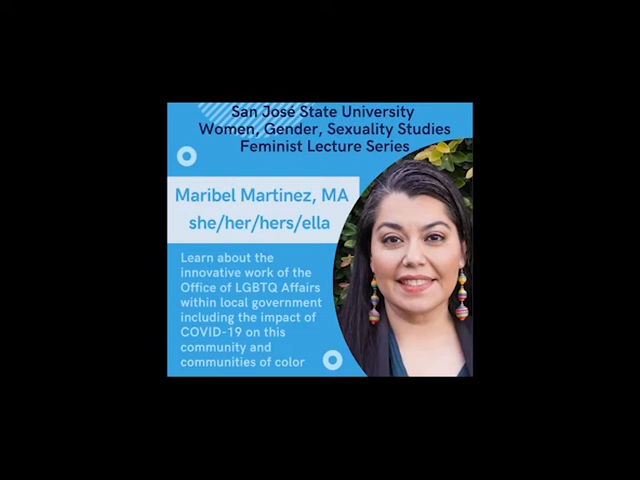 San José State University
Women, Gender, Sexuality Studies
Feminist Lecture Series
Maribel Martinez, MA
she/her/hers/ella
Learn about the
innovative work of the
Office of LGBTQ Affairs
within local government
including the impact of
COVID-19 on this
community and
communities of color